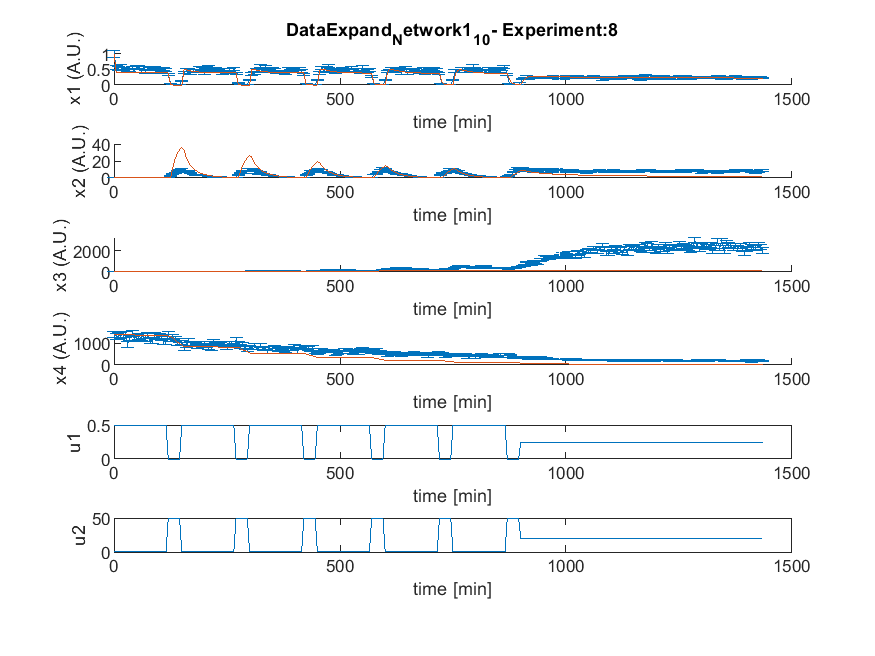 DataExpand_Network1_10- Experiment:8
1
0.5
0
x1 (A.U.)
0 500 1000 1500
time [min]
40
20
0
x2 (A.U.)
0 500 1000 1500
time [min]
2000
0
x3 (A.U.)
0 500 1000 1500
time [min]
1000
0
x4 (A.U.)
0 500 1000 1500
time [min]
0.5
0
u1
0 500 1000 1500
time [min]
50
0
u2
0 500 1000 1500
time [min]